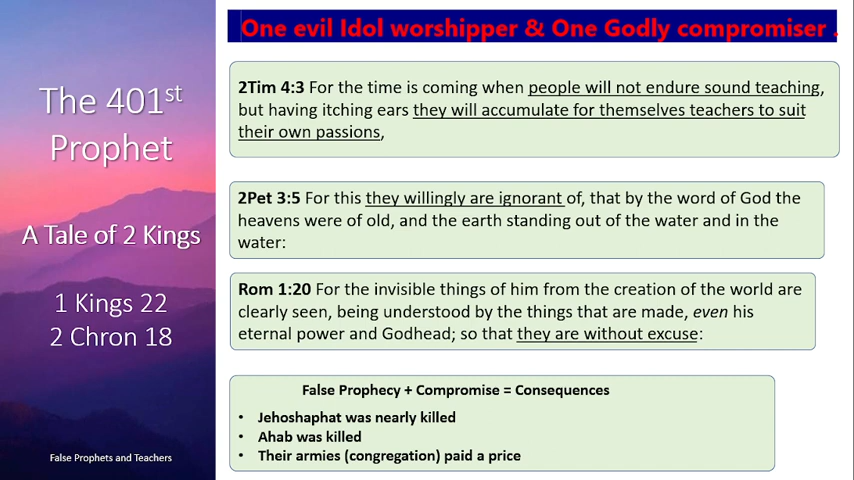 One evil Idol worshipper & One Godly compromiser .
The 401st
Prophet
A Tale of 2 Kings
1 Kings 22
2 Chron 18
False Prophets and Teachers
2Tim 4:3 For the time is coming when people will not endure sound teaching,
but having itching ears they will accumulate for themselves teachers to suit
their own passions,
2Pet 3:5 For this they willingly are ignorant of, that by the word of God the
heavens were of old, and the earth standing out of the water and in the
water:
Rom 1:20 For the invisible things of him from the creation of the world are
clearly seen, being understood by the things that are made, even his
eternal power and Godhead; so that they are without excuse:
False Prophecy + Compromise = Consequences
• Jehoshaphat was nearly killed
• Ahab was killed
• Their armies (congregation) paid a price